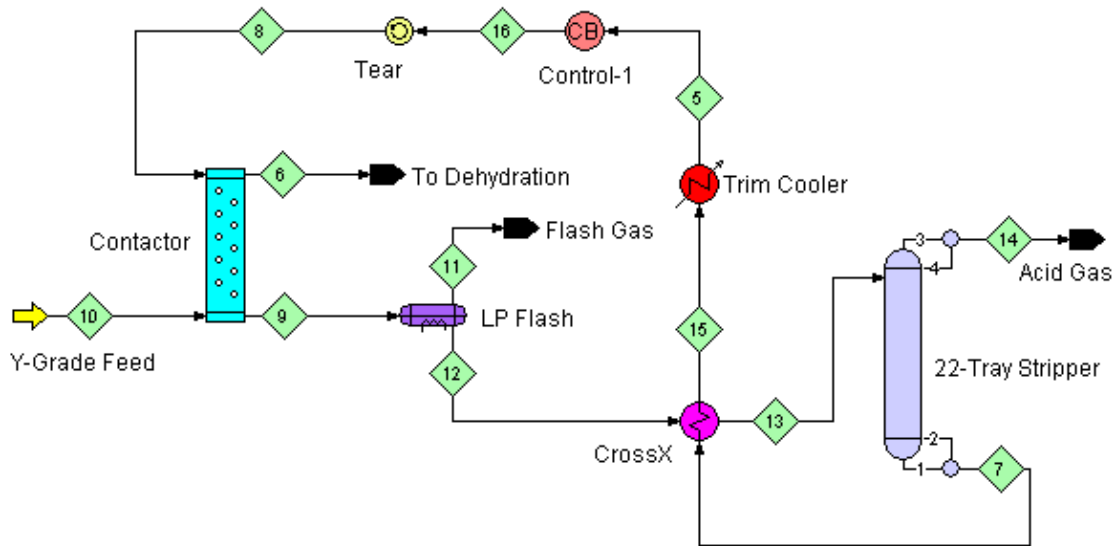 8
16
CB
Tear
Control-1
5
6
To Dehydration
Trim Cooler
Contactor
Flash Gas
3
14
4
Acid Gas
11
10
9
LP Flash
15
Y-Grade Feed
12
22-Tray Stripper
13
CrossX
2
1
7